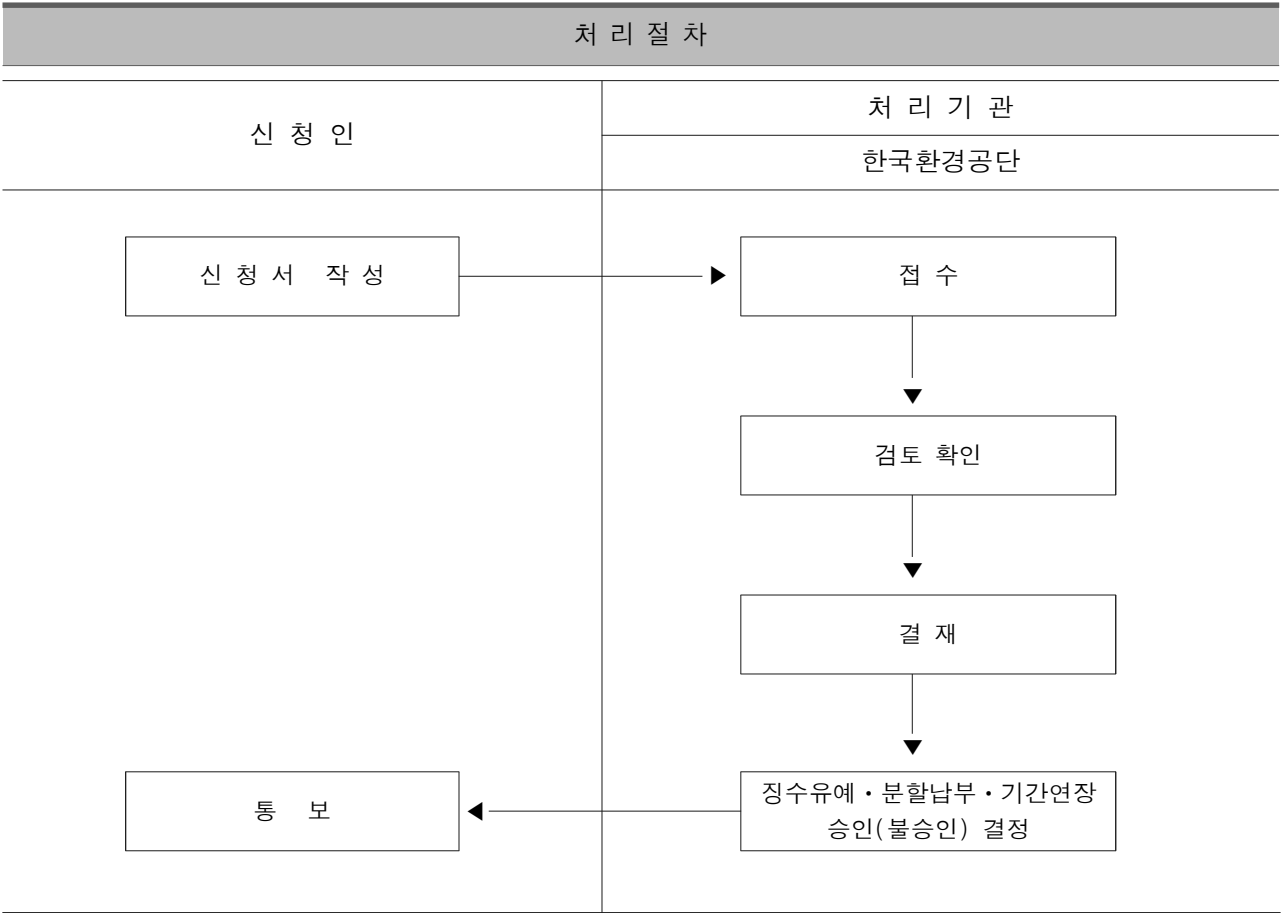 처 리 절 차
신 청 인
처 리 기 관
한국환경공단
신 청 서 작 성
접 수
검토 확인
결 재
징수유예・분할납부・기간연장
승인(불승인) 결정
통 보